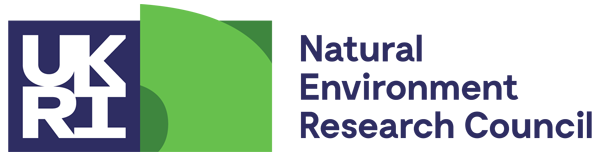 UK
RI
Natural
Environment
Research Council